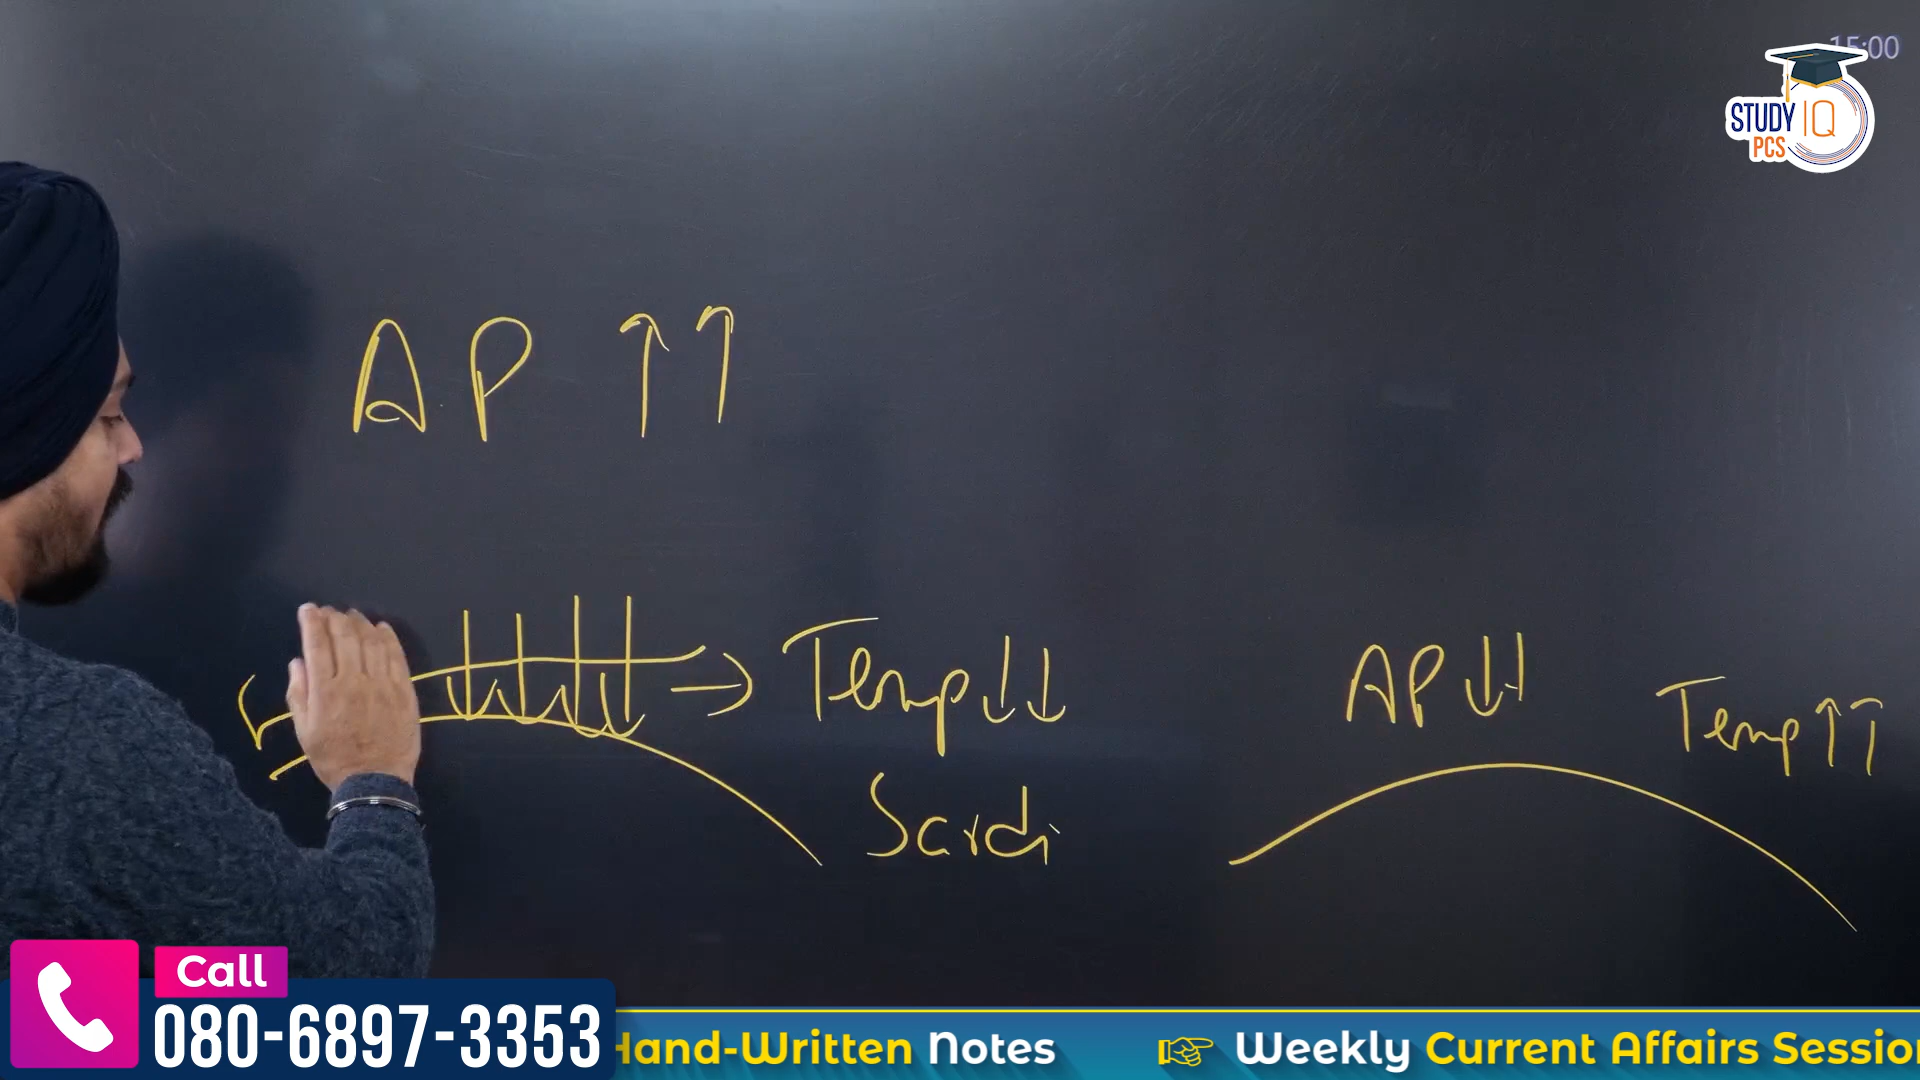 15:00
STUDY IQ
PCS
AP ↑↑
Temp ↓↓
AP ↓↓
Temp ↑↑
Sardi
Call
080-6897-3353
Hand-Written Notes
Weekly Current Affairs Session